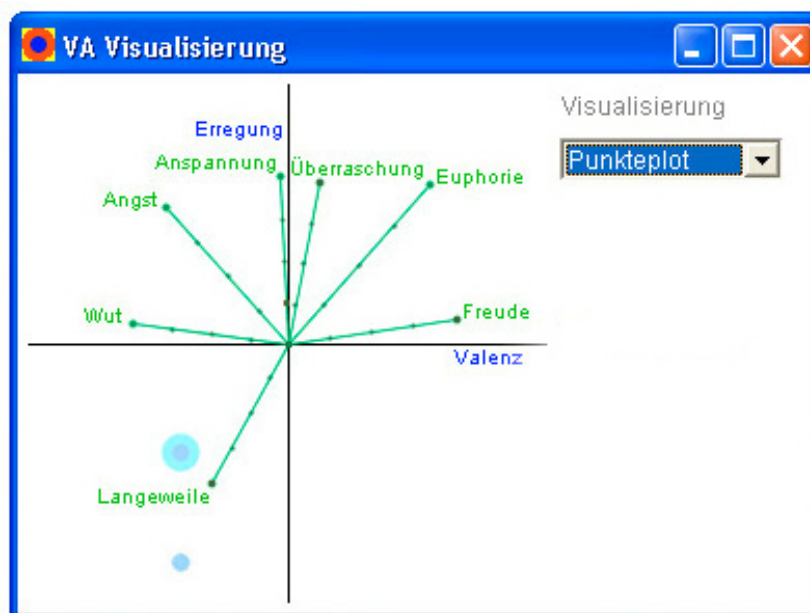 VA Visualisierung
Visualisierung
Punkteplot
Erregung
Anspannung
Überraschung
Euphorie
Angst
Wut
Freude
Valenz
Langeweile